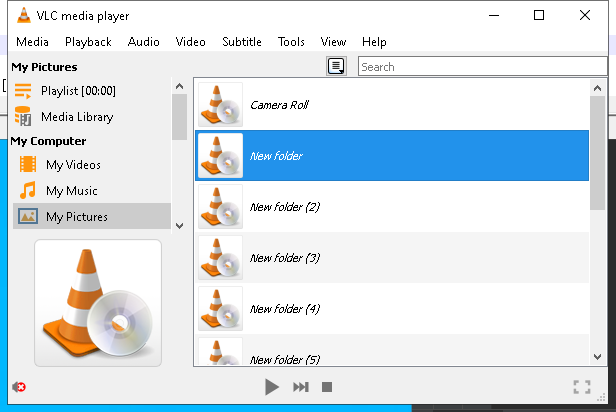 VLC media player
Media Playback Audio Video Subtitle Tools View Help
My Pictures
Search
Playlist [00:00]
Media Library
My Computer
My Videos
My Music
My Pictures
Camera Roll
New folder
New folder (2)
New folder (3)
New folder (4)
New folder (5)